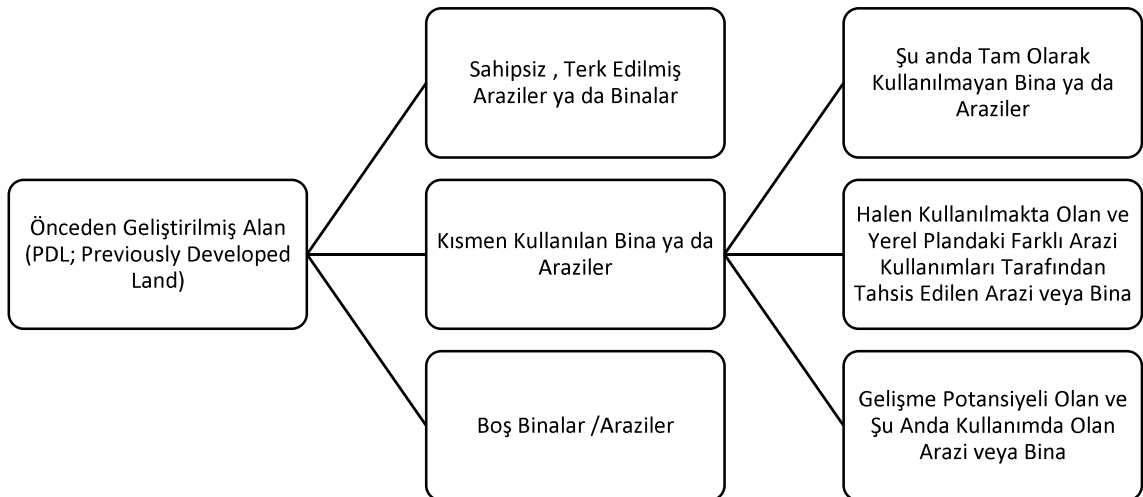 Önceden Geliştirilmiş Alan
(PDL; Previously Developed
Land)
Sahipsiz , Terk Edilmiş
Araziler ya da Binalar
Kısmen Kullanılan Bina ya da
Araziler
Boş Binalar /Araziler
Şu anda Tam Olarak
Kullanılmayan Bina ya da
Araziler
Halen Kullanılmakta Olan ve
Yerel Plandaki Farklı Arazi
Kullanımları Tarafından
Tahsis Edilen Arazi veya Bina
Gelişme Potansiyeli Olan ve
Şu Anda Kullanımda Olan
Arazi veya Bina